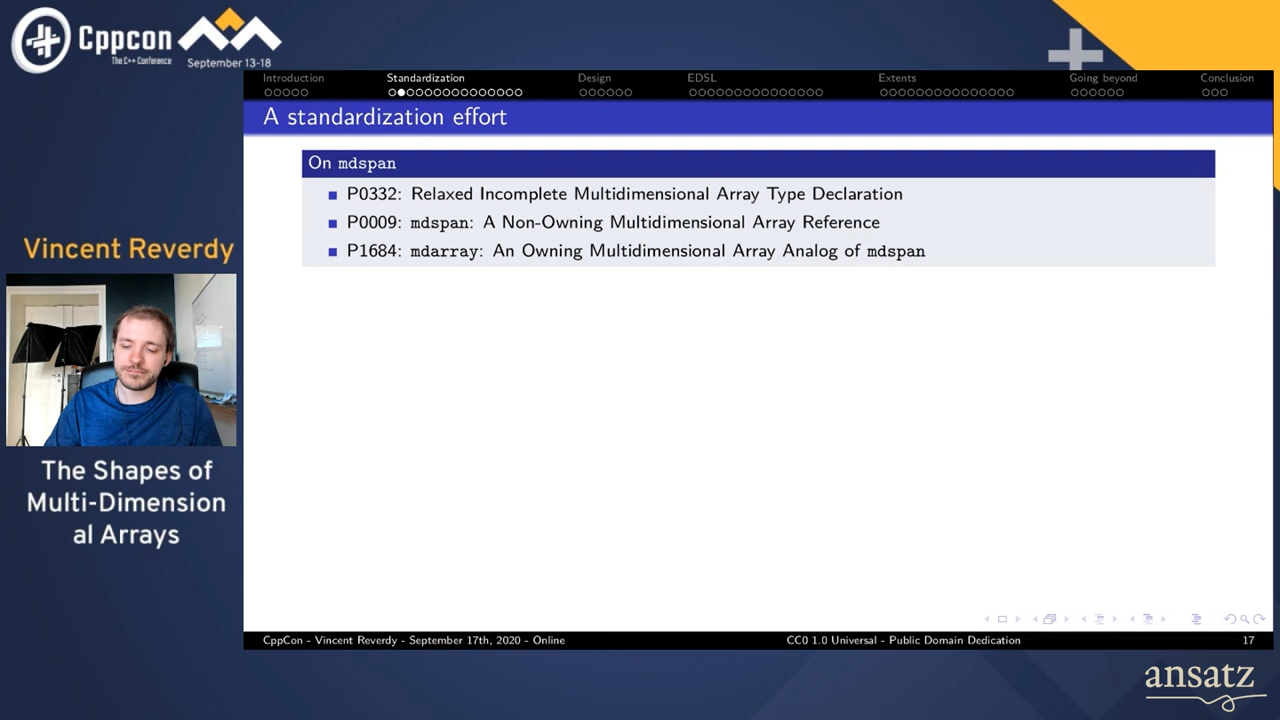 Cppcon
The C++ Conference
September 13-18
Introduction Standardization Design EDSL Extents Going beyond Conclusion
A standardization effort
On mdspan
P0332: Relaxed Incomplete Multidimensional Array Type Declaration
P0009: mdspan: A Non-Owning Multidimensional Array Reference
P1684: mdarray: An Owning Multidimensional Array Analog of mdspan
Vincent Reverdy
The Shapes of
Multi-Dimension
al Arrays
CppCon - Vincent Reverdy - September 17th, 2020 - Online CC0 1.0 Universal - Public Domain Dedication 17
ansatz